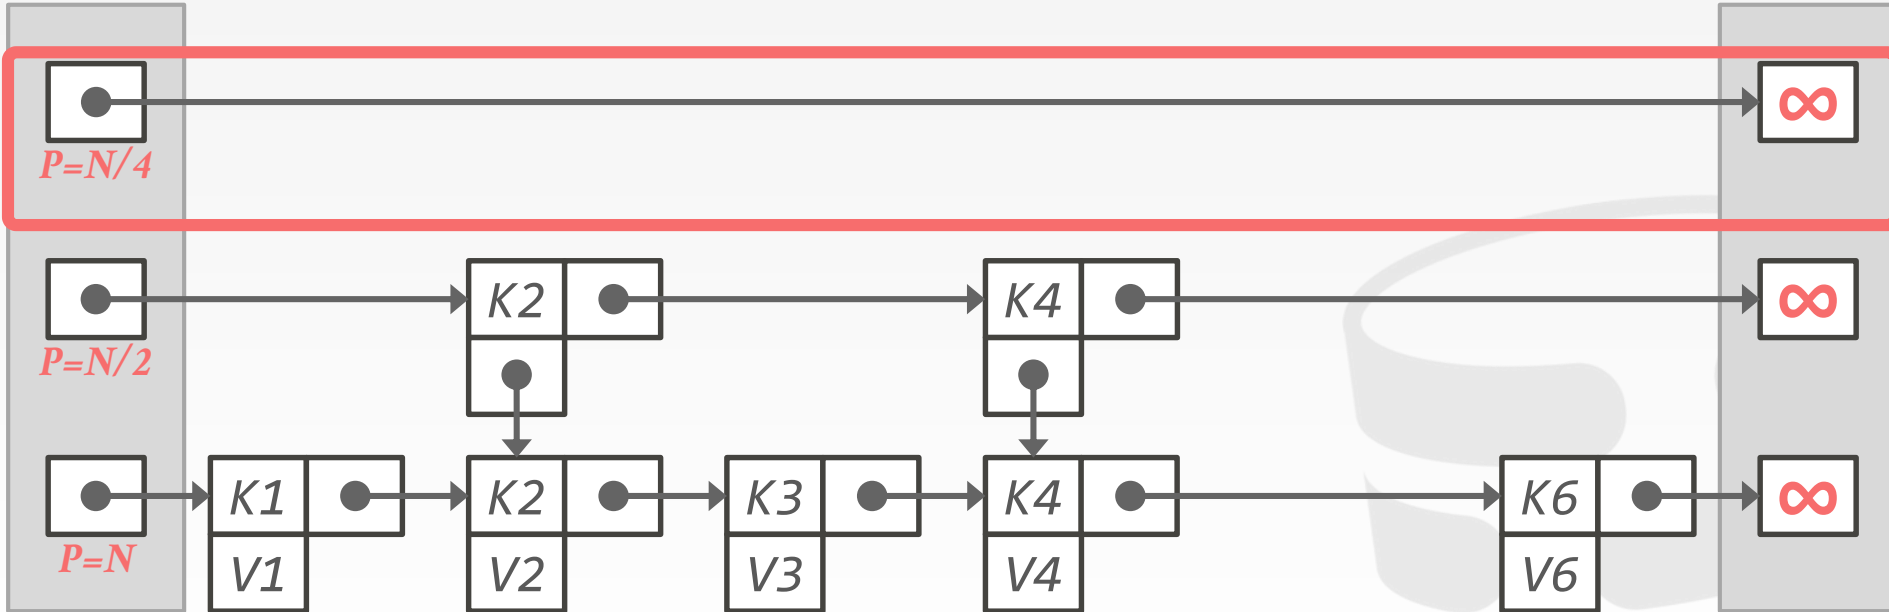 ∞
P=N/4
K2 K4 ∞
P=N/2
K1 K2 K3 K4 K6 ∞
P=N
V1 V2 V3 V4 V6